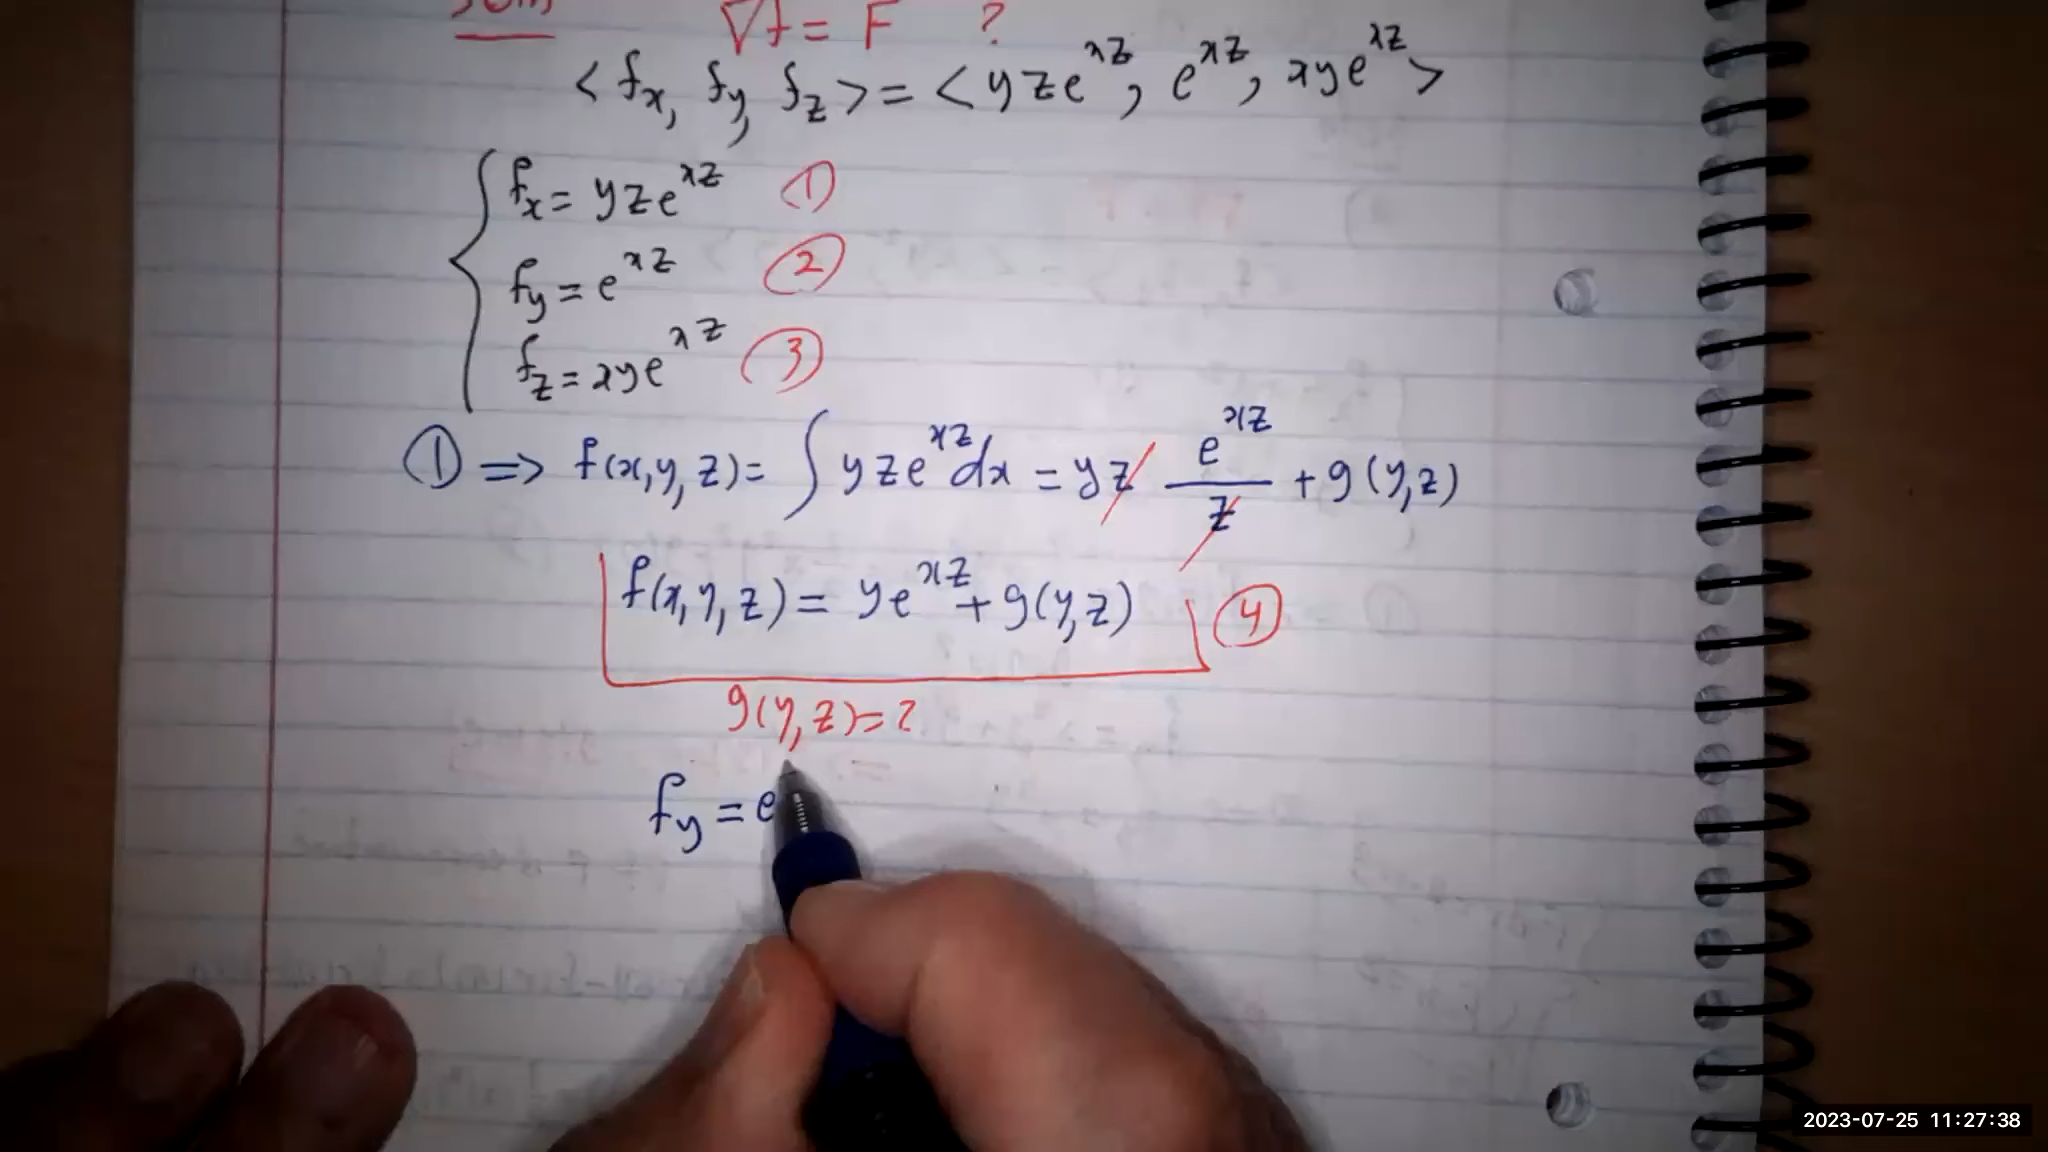 ∇f = F ?
< fx, fy, fz > = < yze^xz, e^xz, xye^xz >
fx = yze^xz ①
fy = e^xz ②
fz = xye^xz ③
① => f(x,y,z) = ∫ yze^xz dx = yz e^xz / z + g(y,z)
f(x,y,z) = ye^xz + g(y,z) ④
g(y,z) = ?
fy = e
2023-07-25 11:27:38